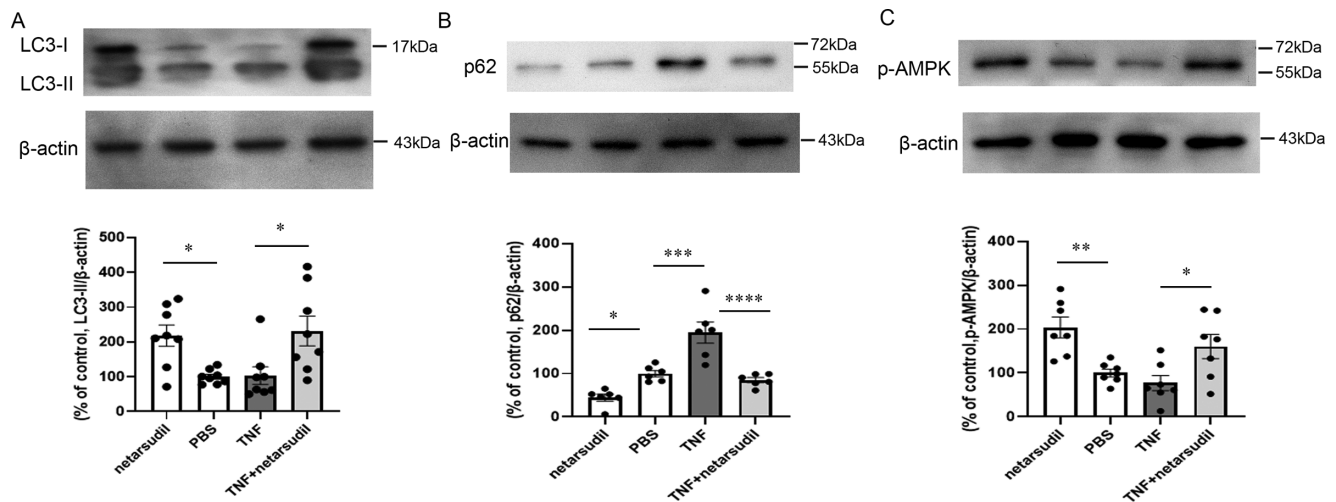 A
LC3-I
LC3-II
17kDa
β-actin
43kDa
(% of control, LC3-II/β-actin)
500
400
300
200
100
0
*
*
netarsudil
PBS
TNF
TNF+netarsudil
B
p62
72kDa
55kDa
β-actin
43kDa
(% of control, p62/β-actin)
400
300
200
100
0
*
***
****
netarsudil
PBS
TNF
TNF+netarsudil
C
p-AMPK
72kDa
55kDa
β-actin
43kDa
(% of control,p-AMPK/β-actin)
400
300
200
100
0
**
*
netarsudil
PBS
TNF
TNF+netarsudil